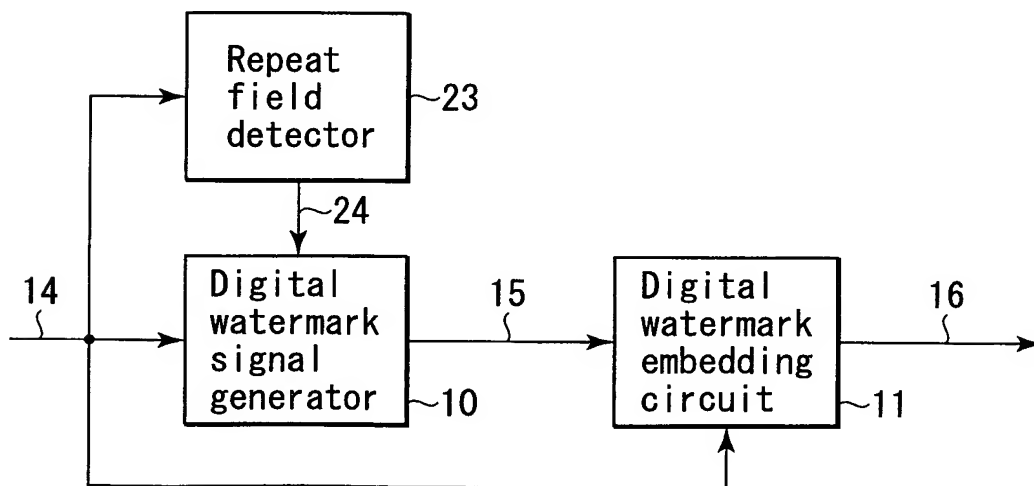 Repeat
field
detector
23
24
14
Digital
watermark
signal
generator
10
15
Digital
watermark
embedding
circuit
11
16